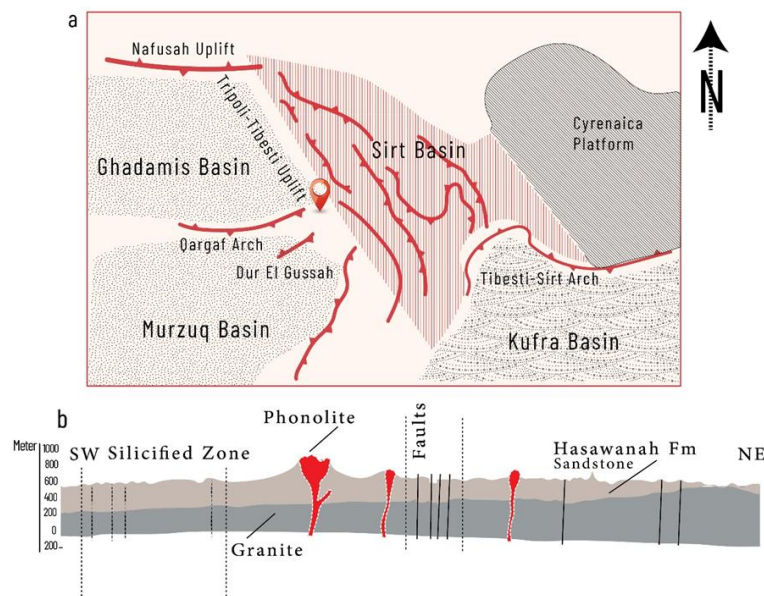 a
Nafusah Uplift
N
Tripoli-Tibesti Uplift
Cyrenaica
Platform
Sirt Basin
Ghadamis Basin
Qargaf Arch
Dur El Gussah
Tibesti-Sirt Arch
Murzuq Basin
Kufra Basin
b
Phonolite
Meter
1000
800
600
400
200
0
200-
SW Silicified Zone
Faults
Hasawanah Fm
Sandstone
NE
Granite